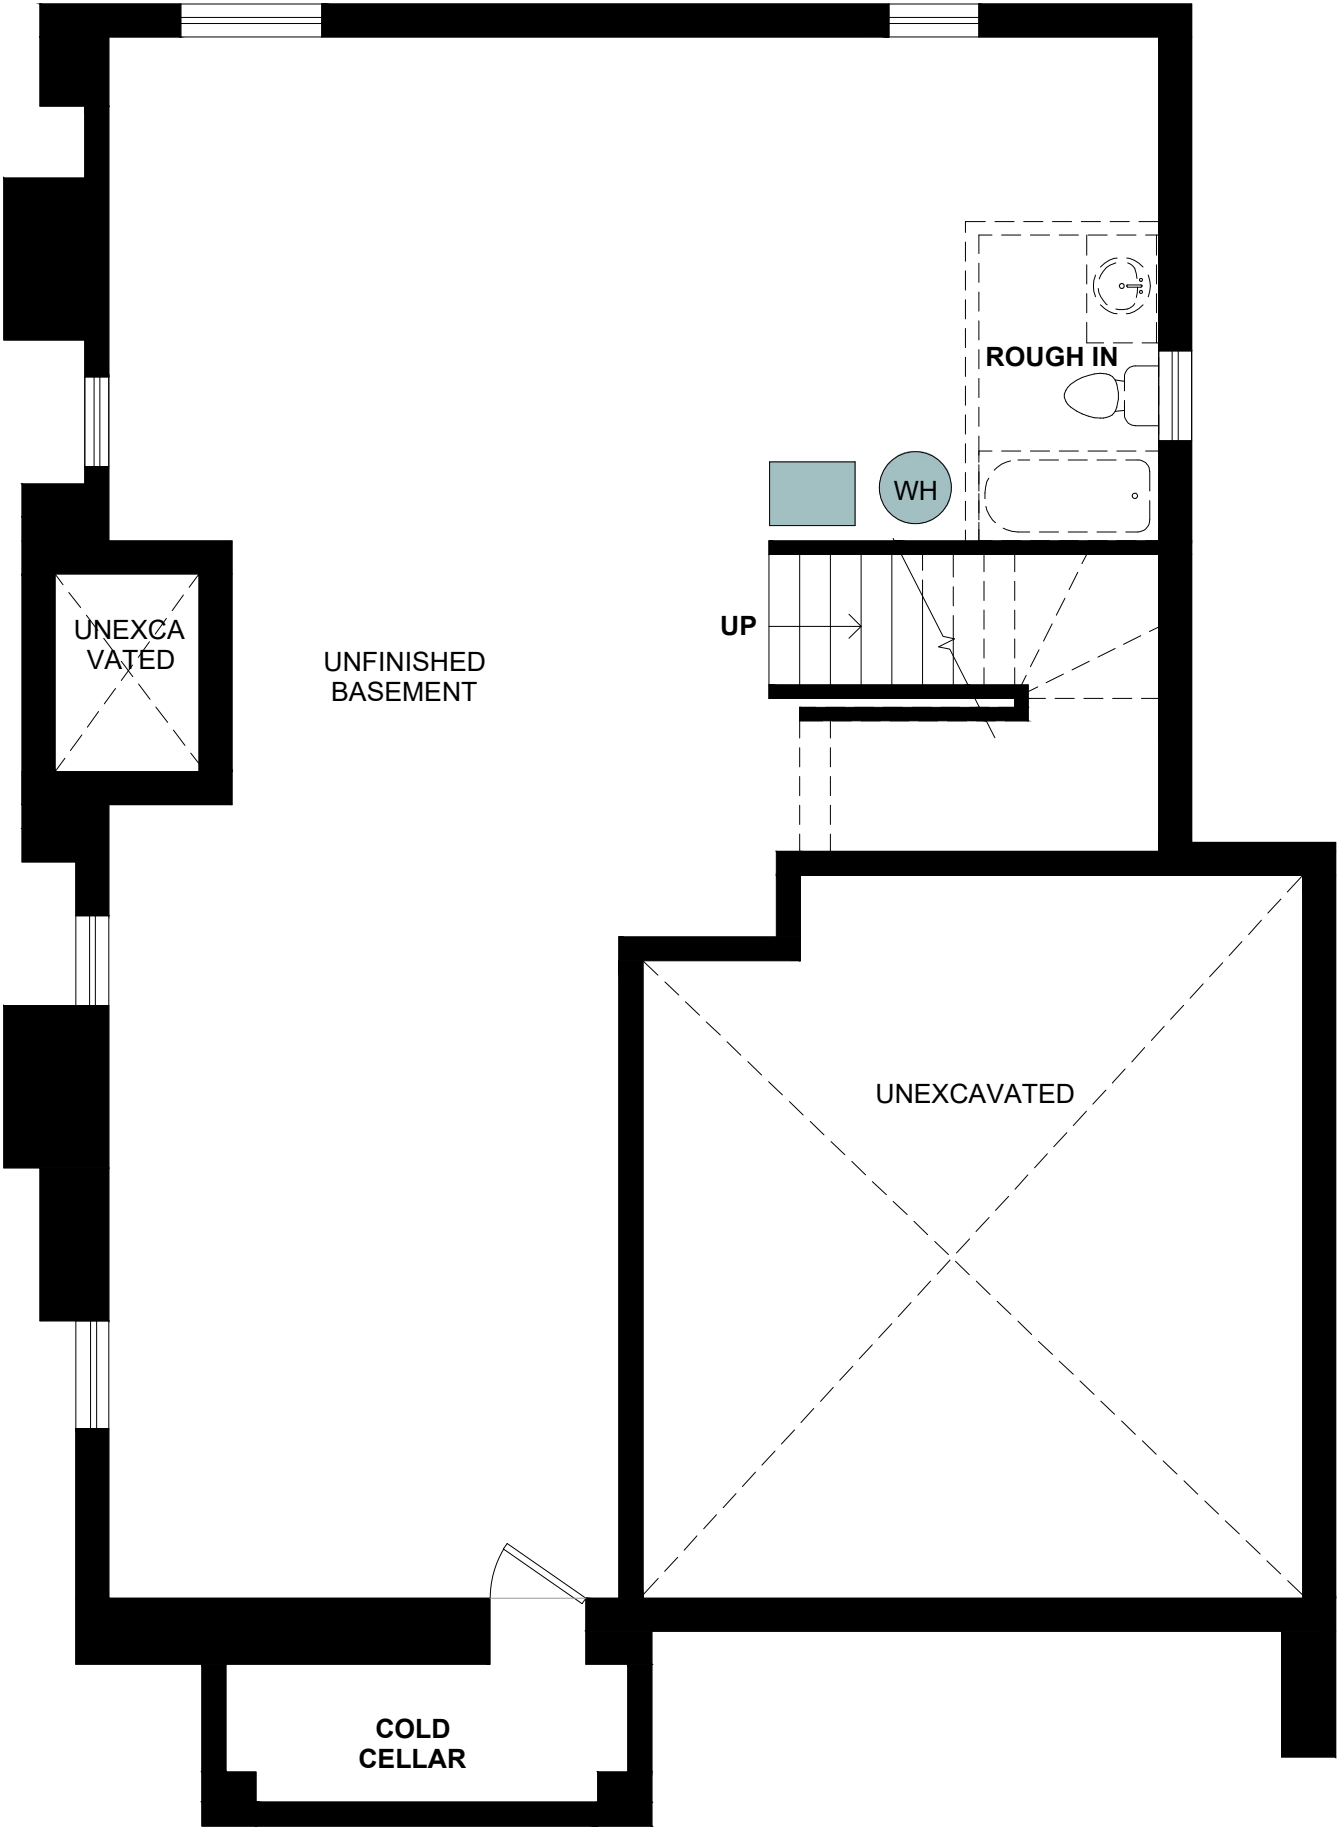 ROUGH IN
WH
UP
UNEXCA
VATED
UNFINISHED
BASEMENT
UNEXCAVATED
COLD
CELLAR